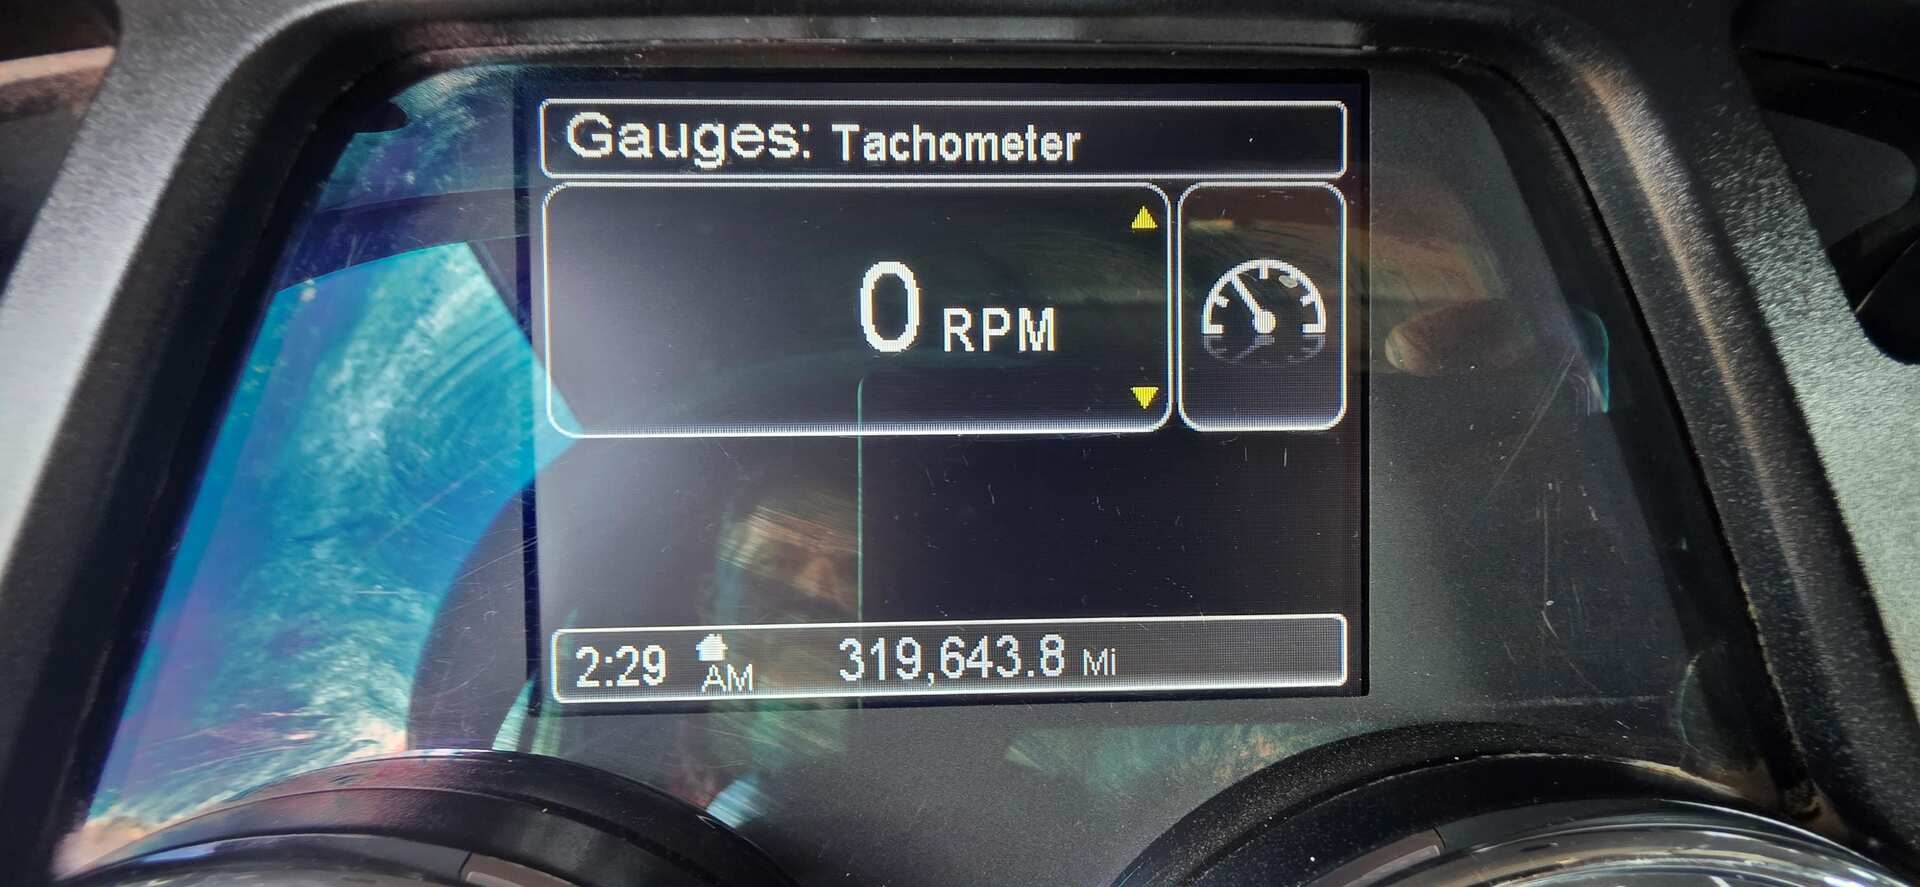 Gauges: Tachometer
0 RPM
2:29 AM 319,643.8 Mi